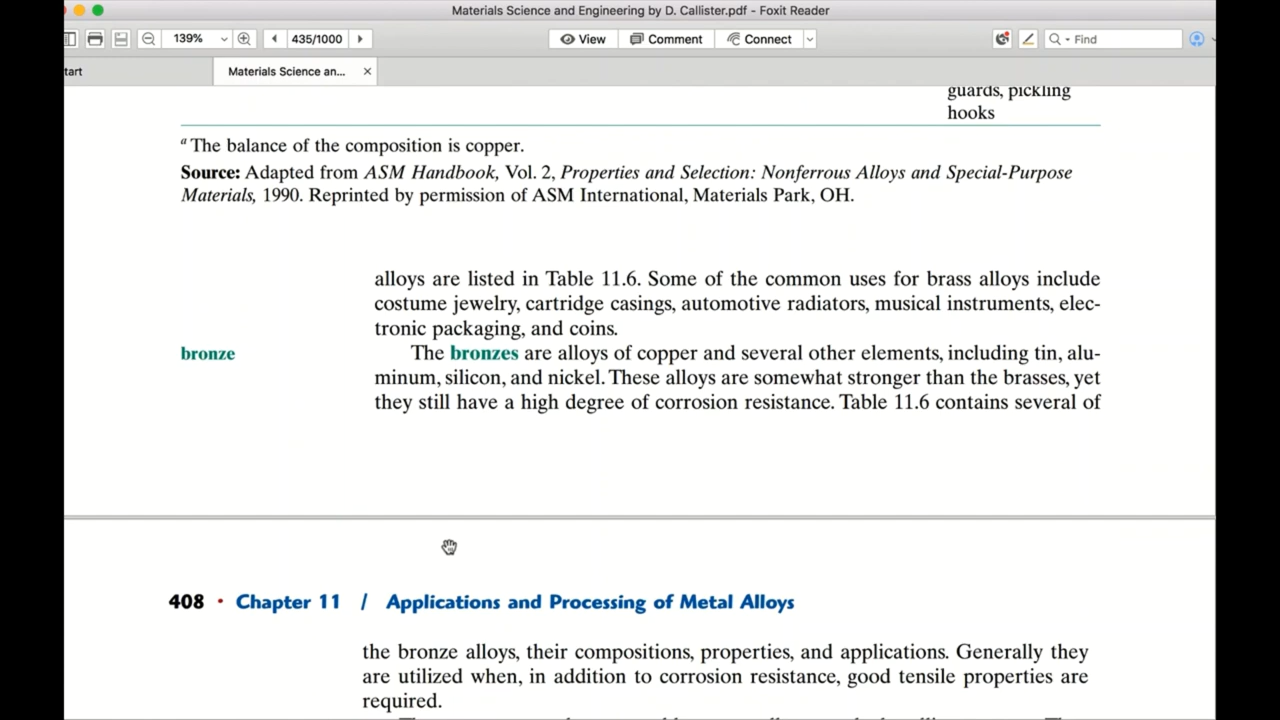 Materials Science and Engineering by D. Callister.pdf - Foxit Reader
139%
435/1000
View
Comment
Connect
Find
tart
Materials Science an...
guards, pickling
hooks
a The balance of the composition is copper.
Source: Adapted from ASM Handbook, Vol. 2, Properties and Selection: Nonferrous Alloys and Special-Purpose
Materials, 1990. Reprinted by permission of ASM International, Materials Park, OH.
alloys are listed in Table 11.6. Some of the common uses for brass alloys include
costume jewelry, cartridge casings, automotive radiators, musical instruments, elec-
tronic packaging, and coins.
bronze
The bronzes are alloys of copper and several other elements, including tin, alu-
minum, silicon, and nickel. These alloys are somewhat stronger than the brasses, yet
they still have a high degree of corrosion resistance. Table 11.6 contains several of
408 • Chapter 11 / Applications and Processing of Metal Alloys
the bronze alloys, their compositions, properties, and applications. Generally they
are utilized when, in addition to corrosion resistance, good tensile properties are
required.